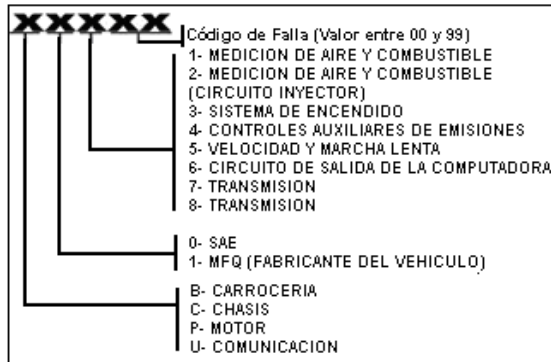 XXXXX
Código de Falla (Valor entre 00 y 99)
1- MEDICION DE AIRE Y COMBUSTIBLE
2- MEDICION DE AIRE Y COMBUSTIBLE
(CIRCUITO INYECTOR)
3- SISTEMA DE ENCENDIDO
4- CONTROLES AUXILIARES DE EMISIONES
5- VELOCIDAD Y MARCHA LENTA
6- CIRCUITO DE SALIDA DE LA COMPUTADORA
7- TRANSMISION
8- TRANSMISION
0- SAE
1- MFQ (FABRICANTE DEL VEHICULO)
B- CARROCERIA
C- CHASIS
P- MOTOR
U- COMUNICACION